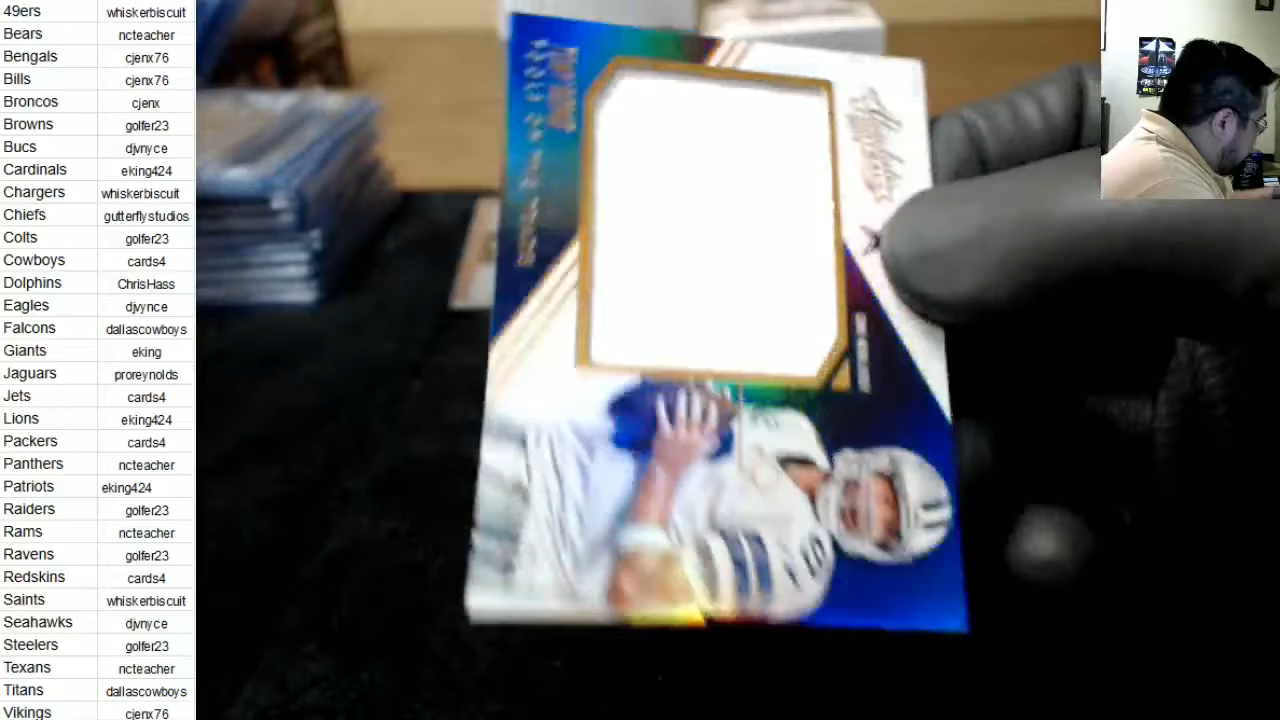 49ers whiskerbiscuit
Bears ncteacher
Bengals cjenx76
Bills cjenx76
Broncos cjenx
Browns golfer23
Bucs djvnyce
Cardinals eking424
Chargers whiskerbiscuit
Chiefs gutterflystudios
Colts golfer23
Cowboys cards4
Dolphins ChrisHass
Eagles djvynce
Falcons dallascowboys
Giants eking
Jaguars proreynolds
Jets cards4
Lions eking424
Packers cards4
Panthers ncteacher
Patriots eking424
Raiders golfer23
Rams ncteacher
Ravens golfer23
Redskins cards4
Saints whiskerbiscuit
Seahawks djvnyce
Steelers golfer23
Texans ncteacher
Titans dallascowboys
Vikings cjenx76
Absolute